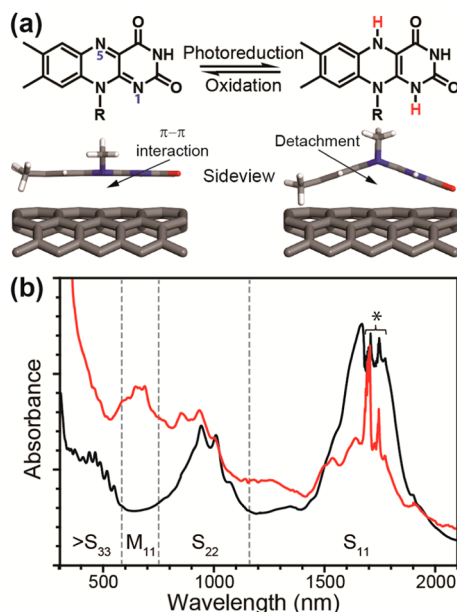 (a)
O
N
5
NH
Photoreduction
Oxidation
N
N
1
O
R
H
N
O
NH
N
N
O
R
H
π–π
interaction
Sideview
Detachment
(b)
*
Absorbance
>S33
M11
S22
S11
500
1000
1500
2000
Wavelength (nm)